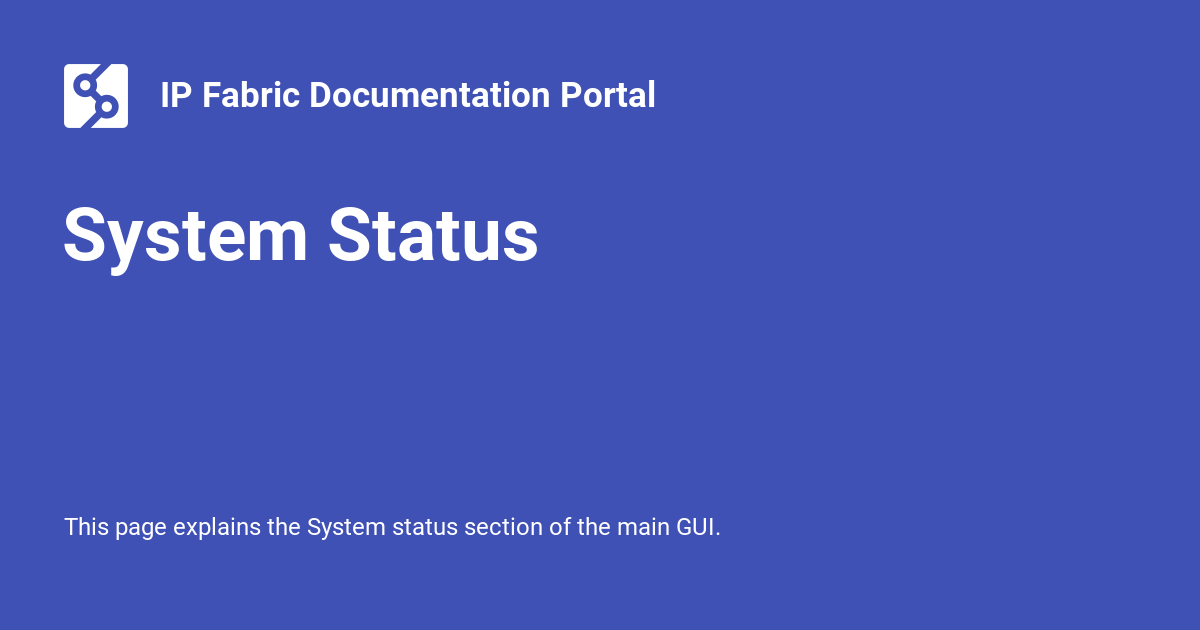 IP Fabric Documentation Portal
System Status
This page explains the System status section of the main GUI.